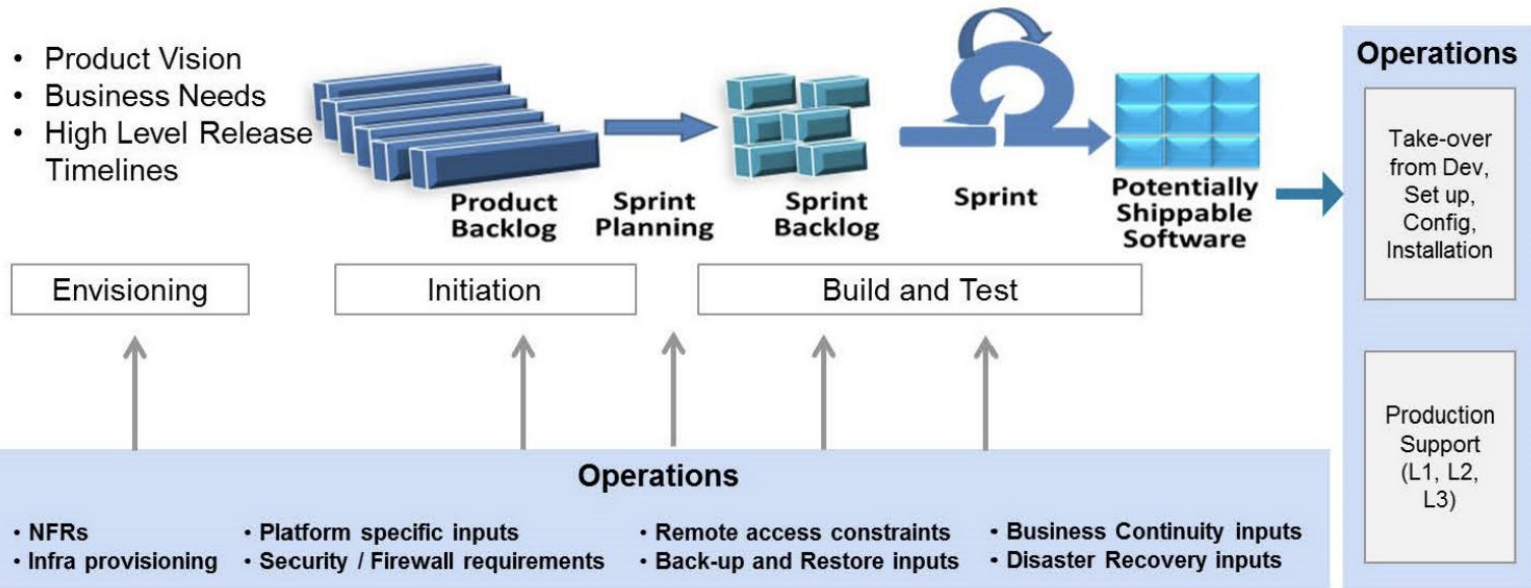 • Product Vision
• Business Needs
• High Level Release
Timelines
Product
Backlog
Sprint
Planning
Sprint
Backlog
Sprint
Potentially
Shippable
Software
Envisioning
Initiation
Build and Test
Operations
Take-over
from Dev,
Set up,
Config,
Installation
Production
Support
(L1, L2,
L3)
Operations
• NFRs
• Infra provisioning
• Platform specific inputs
• Security / Firewall requirements
• Remote access constraints
• Back-up and Restore inputs
• Business Continuity inputs
• Disaster Recovery inputs